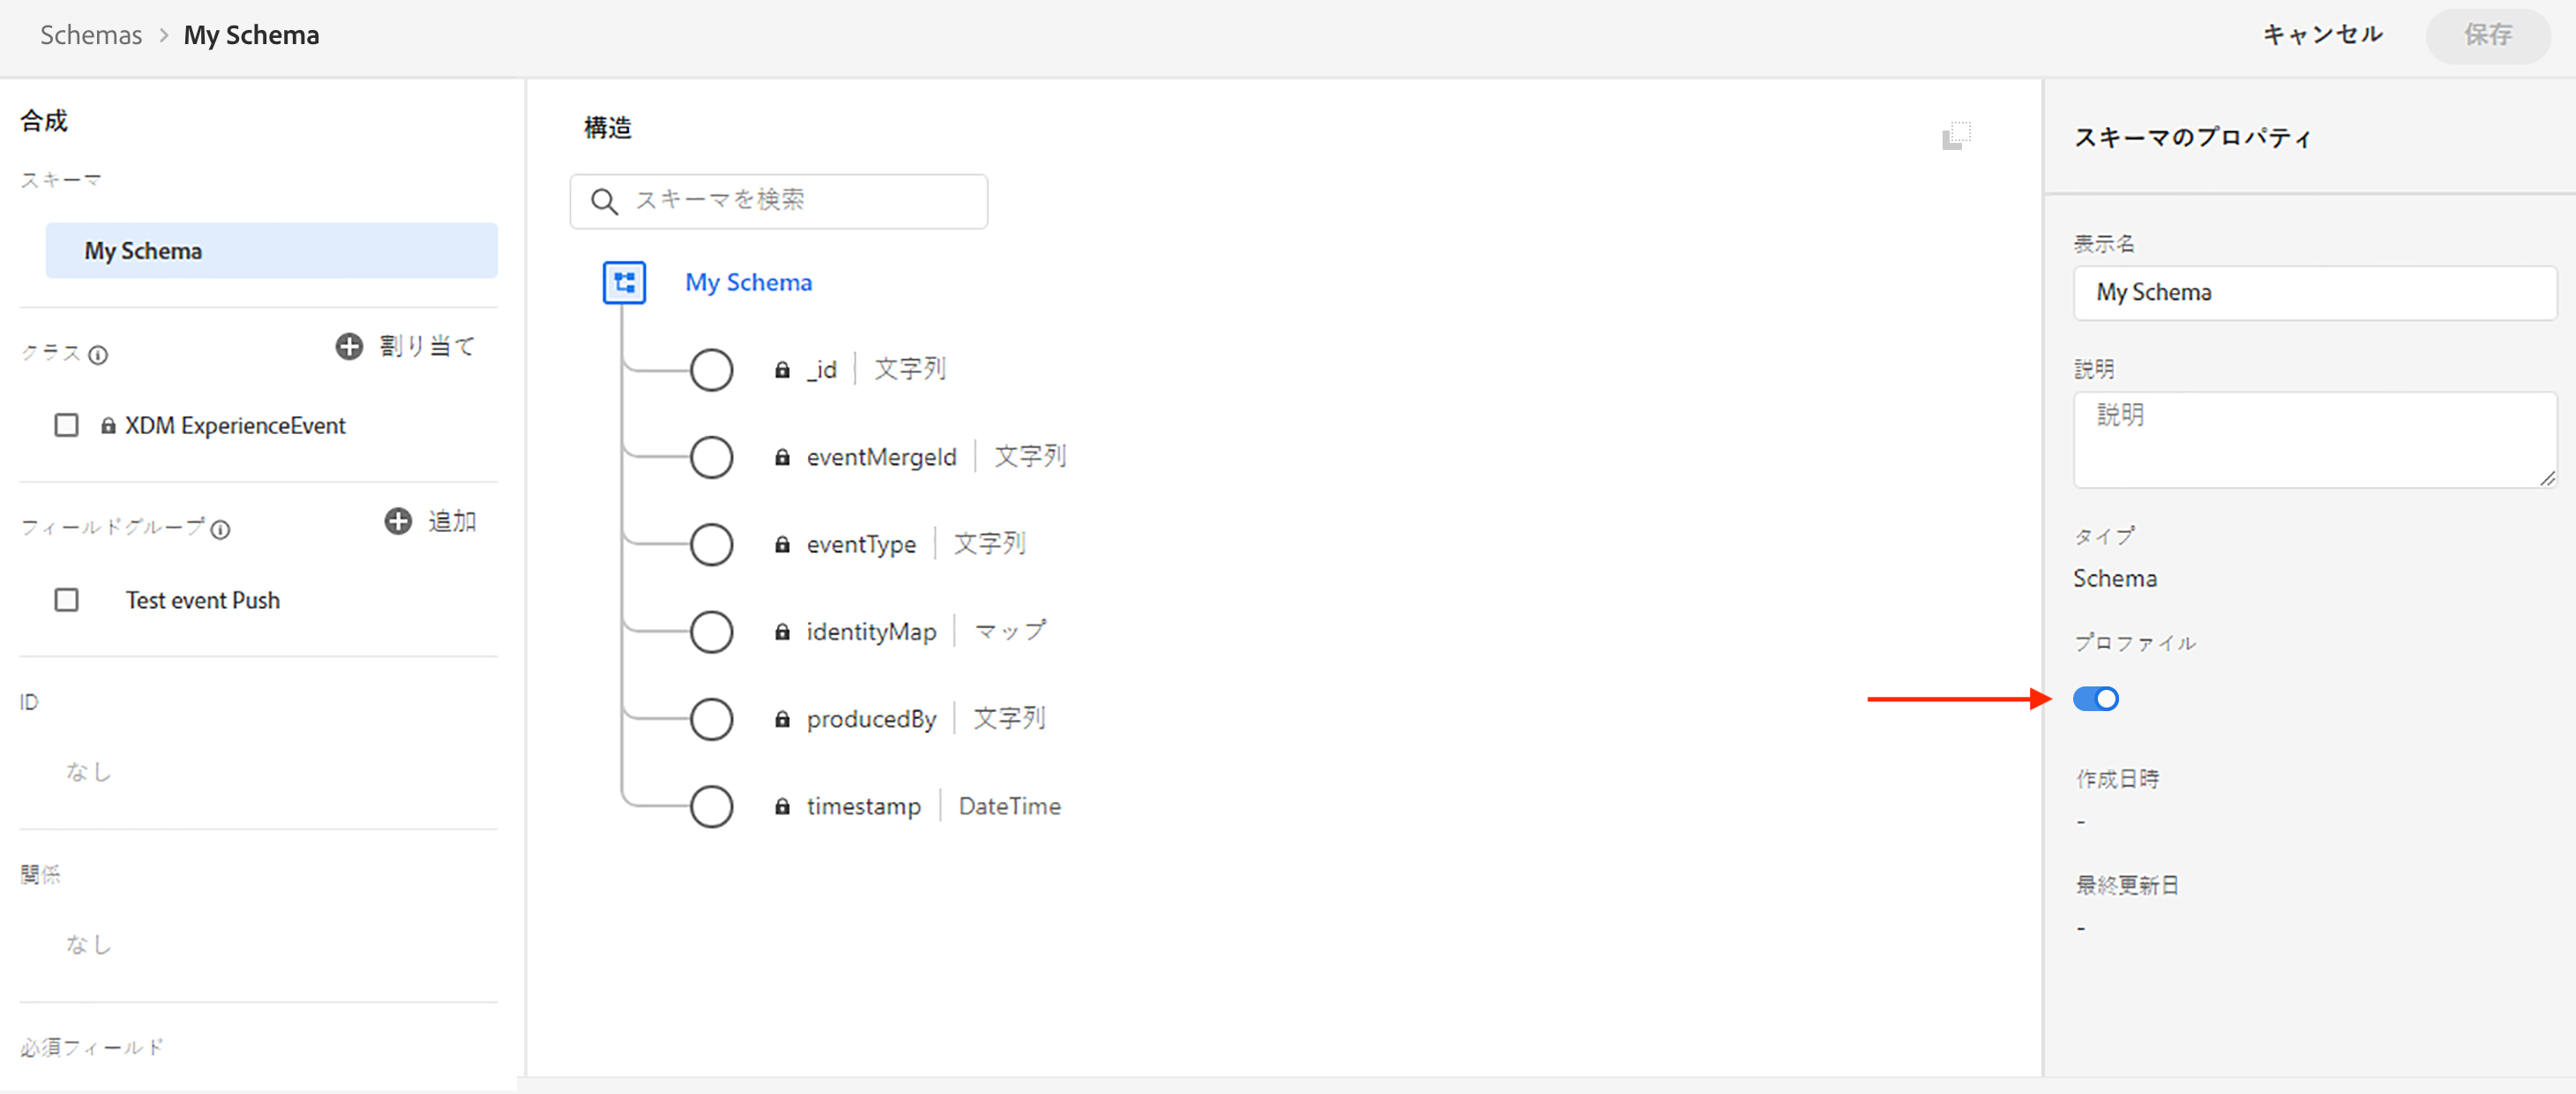 Schemas > My Schema
キャンセル
保存
合成
スキーマ
My Schema
クラス
割り当て
XDM ExperienceEvent
フィールドグループ
追加
Test event Push
ID
なし
関係
なし
必須フィールド
構造
スキーマを検索
My Schema
_id 文字列
eventMergeId 文字列
eventType 文字列
identityMap マップ
producedBy 文字列
timestamp DateTime
スキーマのプロパティ
表示名
My Schema
説明
説明
タイプ
Schema
プロファイル
作成日時
-
最終更新日
-